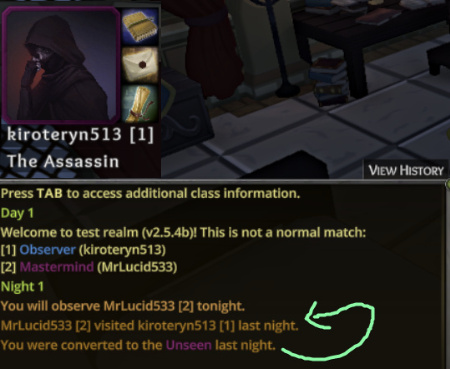 kiroteryn513 [1]
The Assassin
VIEW HISTORY
Press TAB to access additional class information.
Day 1
Welcome to test realm (v2.5.4b)! This is not a normal match:
[1] Observer (kiroteryn513)
[2] Mastermind (MrLucid533)
Night 1
You will observe MrLucid533 [2] tonight.
MrLucid533 [2] visited kiroteryn513 [1] last night.
You were converted to the Unseen last night.